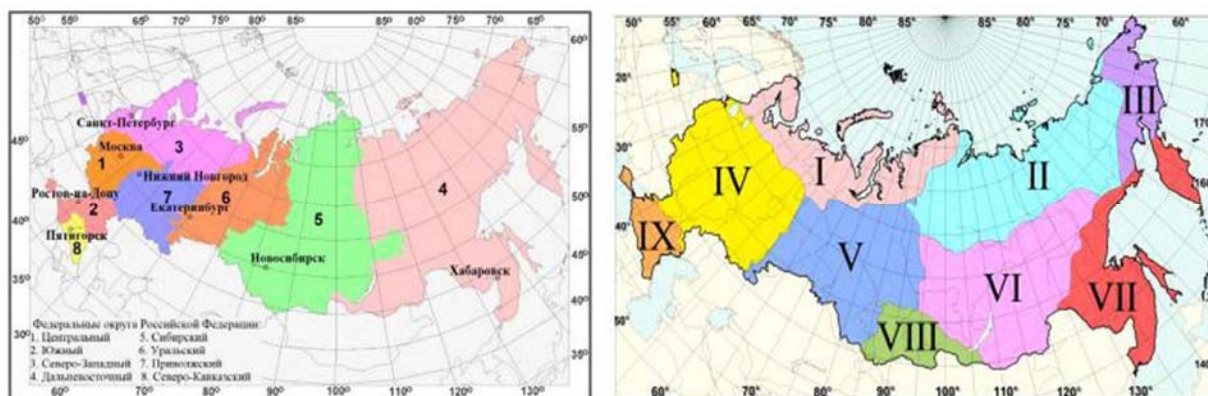 50° 55° 60° 65° 70° 75° 80° 85° 85° 80° 75° 70° 65°
60°
55°
50°
45°
40°
35°
45°
40°
35°
30°
Санкт-Петербург
Москва
3
1
Нижний Новгород
Ростов-на-Дону
7
6
2
Екатеринбург
Пятигорск
8
5
4
Новосибирск
Хабаровск
Федеральные округа Российской Федерации:
1. Центральный 5. Сибирский
2. Южный 6. Уральский
3. Северо-Западный 7. Приволжский
4. Дальневосточный 8. Северо-Кавказский
60° 70° 80° 90° 100° 110° 120° 130°
50° 55° 60° 65° 70° 75° 80° 85° 85° 80° 75° 70° 60°
20°
30°
40°
50°
170°
160°
140°
III
I
II
IV
IX
V
VI
VII
VIII
60° 70° 80° 90° 100° 110° 120° 130°